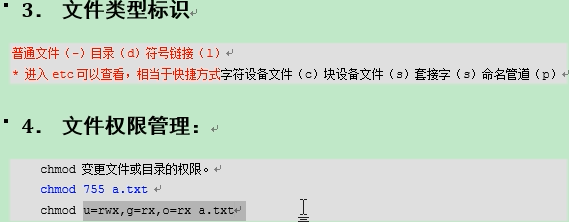 3. 文件类型标识
普通文件（-）目录（d）符号链接（l）
* 进入etc可以查看，相当于快捷方式字符设备文件（c）块设备文件（s）套接字（s）命名管道（p）
4. 文件权限管理：
chmod 变更文件或目录的权限。
chmod 755 a.txt
chmod u=rwx,g=rx,o=rx a.txt